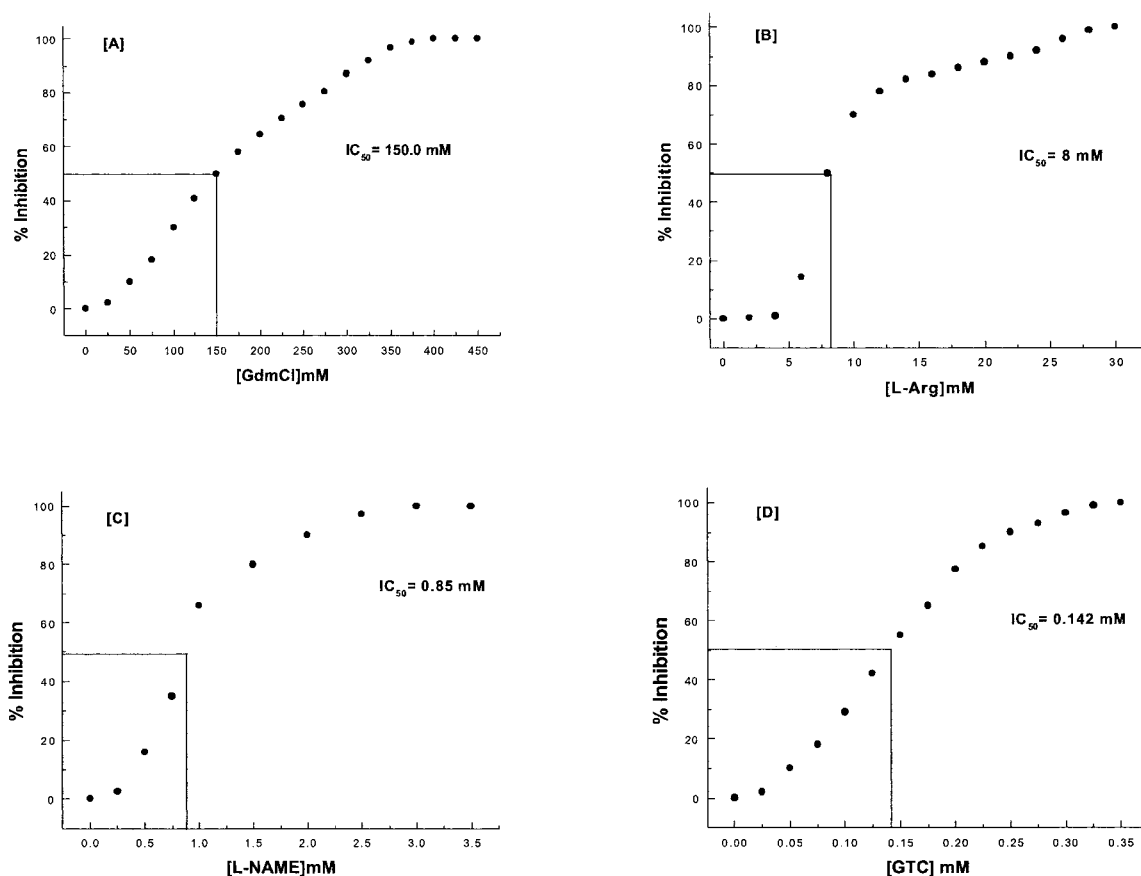 [A]
100
80
60
40
20
0
% Inhibition
IC50= 150.0 mM
0 50 100 150 200 250 300 350 400 450
[GdmCl]mM
[B]
100
80
60
40
20
0
% Inhibition
IC50= 8 mM
0 5 10 15 20 25 30
[L-Arg]mM
[C]
100
80
60
40
20
0
% Inhibition
IC50= 0.85 mM
0.0 0.5 1.0 1.5 2.0 2.5 3.0 3.5
[L-NAME]mM
[D]
100
80
60
40
20
0
% Inhibition
IC50= 0.142 mM
0.00 0.05 0.10 0.15 0.20 0.25 0.30 0.35
[GTC] mM